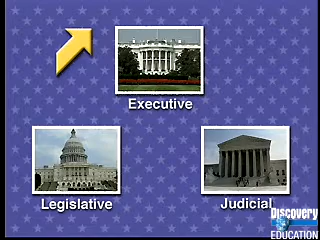 Executive
Legislative
Judicial
Discovery
EDUCATION